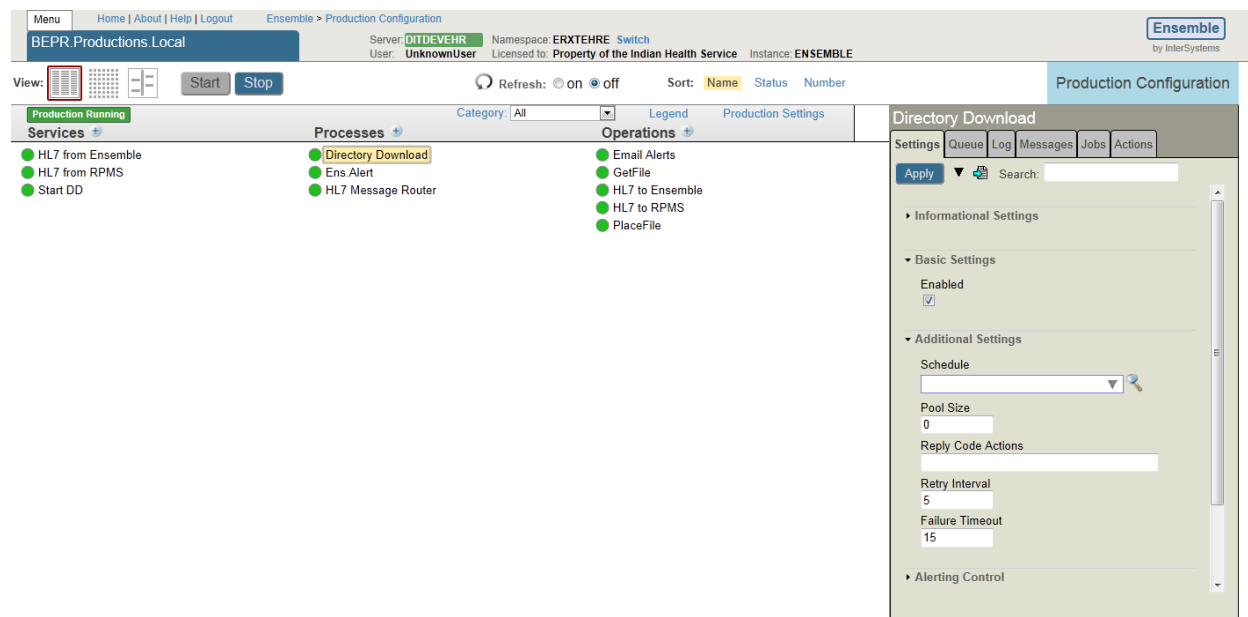 Menu Home | About | Help | Logout Ensemble > Production Configuration
BEPR.Productions.Local
Server: DITDEVEHR Namespace: ERXTEHRE Switch
User: UnknownUser Licensed to: Property of the Indian Health Service Instance: ENSEMBLE
Ensemble
by InterSystems
View: Start Stop Refresh: on off Sort: Name Status Number Production Configuration
Production Running Category: All Legend Production Settings
Services Processes Operations
HL7 from Ensemble Directory Download Email Alerts
HL7 from RPMS Ens.Alert GetFile
Start DD HL7 Message Router HL7 to Ensemble
HL7 to RPMS
PlaceFile
Directory Download
Settings Queue Log Messages Jobs Actions
Apply Search:
Informational Settings
Basic Settings
Enabled
Additional Settings
Schedule
Pool Size
0
Reply Code Actions
Retry Interval
5
Failure Timeout
15
Alerting Control